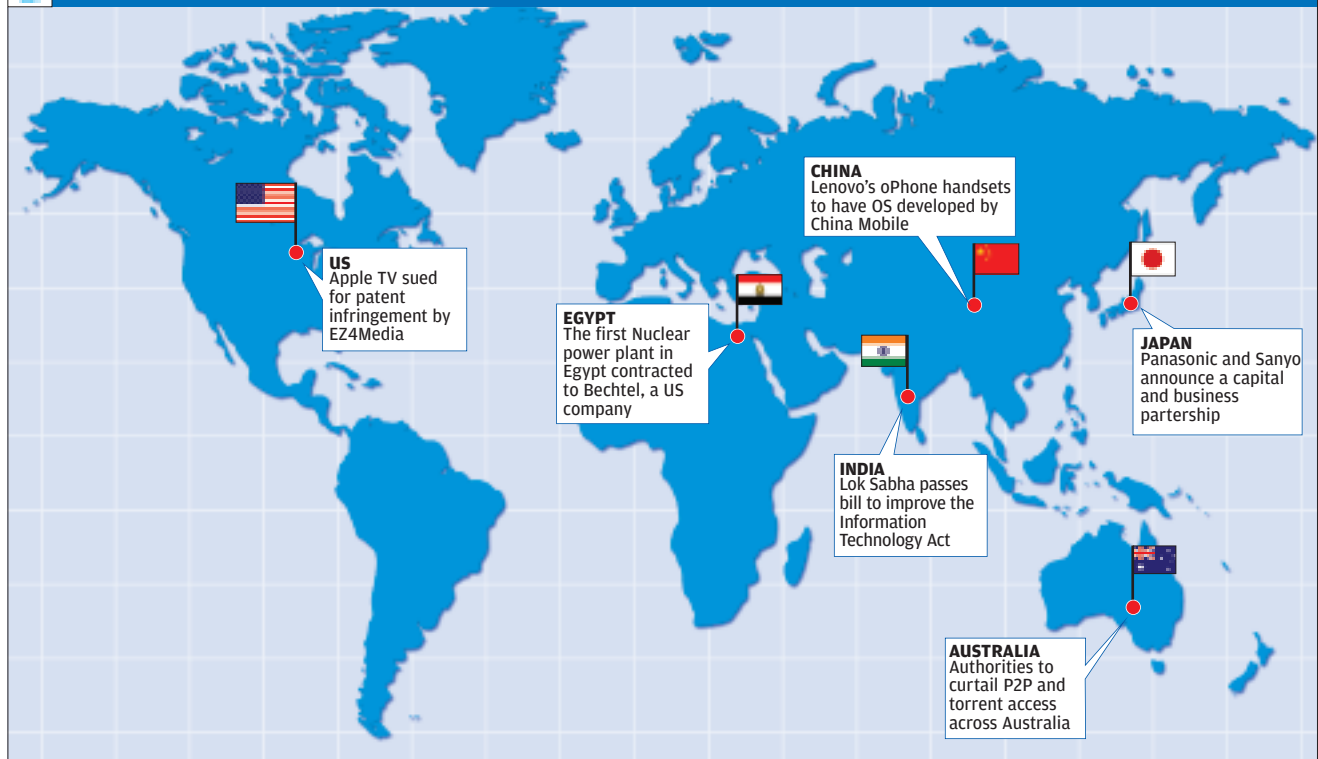 US
Apple TV sued
for patent
infringement by
EZ4Media
EGYPT
The first Nuclear
power plant in
Egypt contracted
to Bechtel, a US
company
CHINA
Lenovo's oPhone handsets
to have OS developed by
China Mobile
INDIA
Lok Sabha passes
bill to improve the
Information
Technology Act
JAPAN
Panasonic and Sanyo
announce a capital
and business
partership
AUSTRALIA
Authorities to
curtail P2P and
torrent access
across Australia